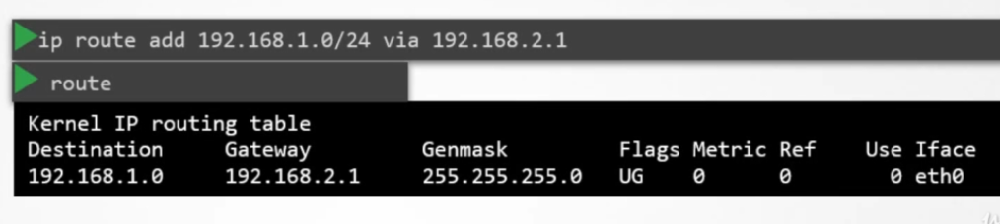 ip route add 192.168.1.0/24 via 192.168.2.1
route
Kernel IP routing table
Destination Gateway Genmask Flags Metric Ref Use Iface
192.168.1.0 192.168.2.1 255.255.255.0 UG 0 0 0 eth0